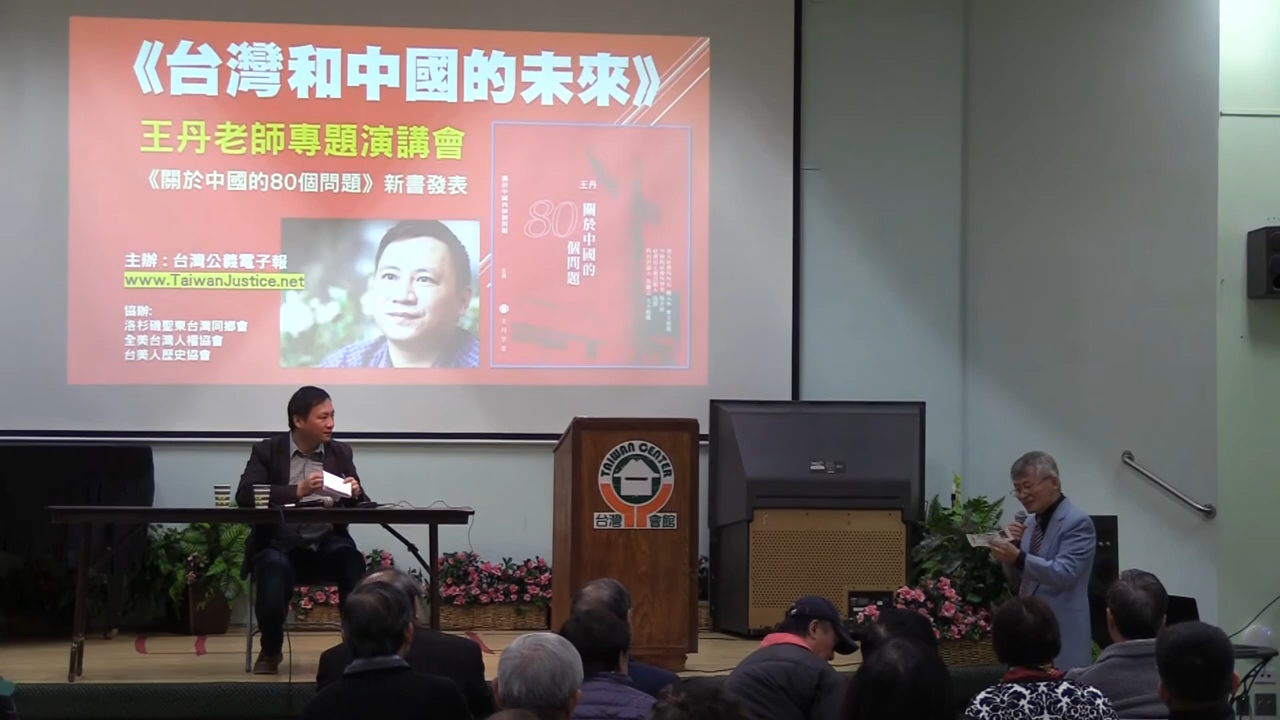 《台灣和中國的未來》
王丹老師專題演講會
《關於中國的80個問題》新書發表
主辦：台灣公義電子報
www.TaiwanJustice.net
協辦:
洛杉磯聖東台灣同鄉會
全美台灣人權協會
台美人歷史協會
王丹
80
關於中國的
個問題
TAIWAN CENTER
台灣會館